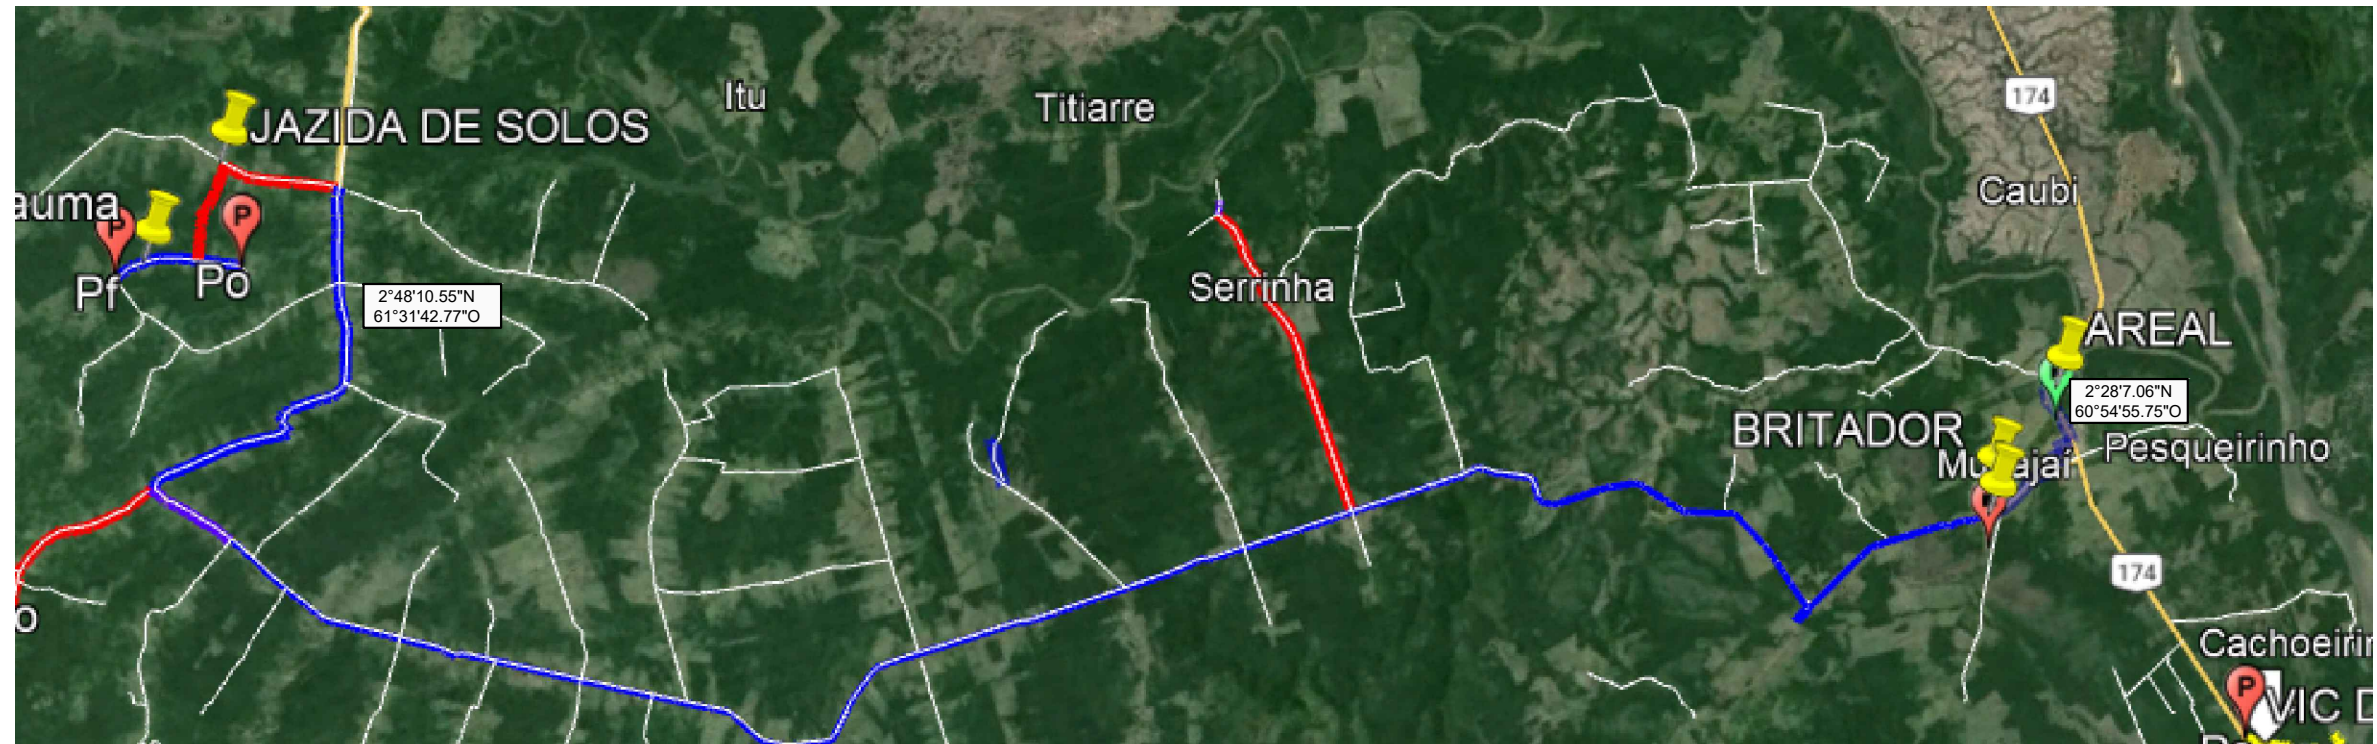 174
JAZIDA DE SOLOS
Itu
Titiarre
Caubi
auma
P
P
Pf
Po
Serrinha
2°48'10.55"N
61°31'42.77"O
AREAL
2°28'7.06"N
60°54'55.75"O
BRITADOR
Pesqueirinho
174
o
Cachoeirir
P
VIC D